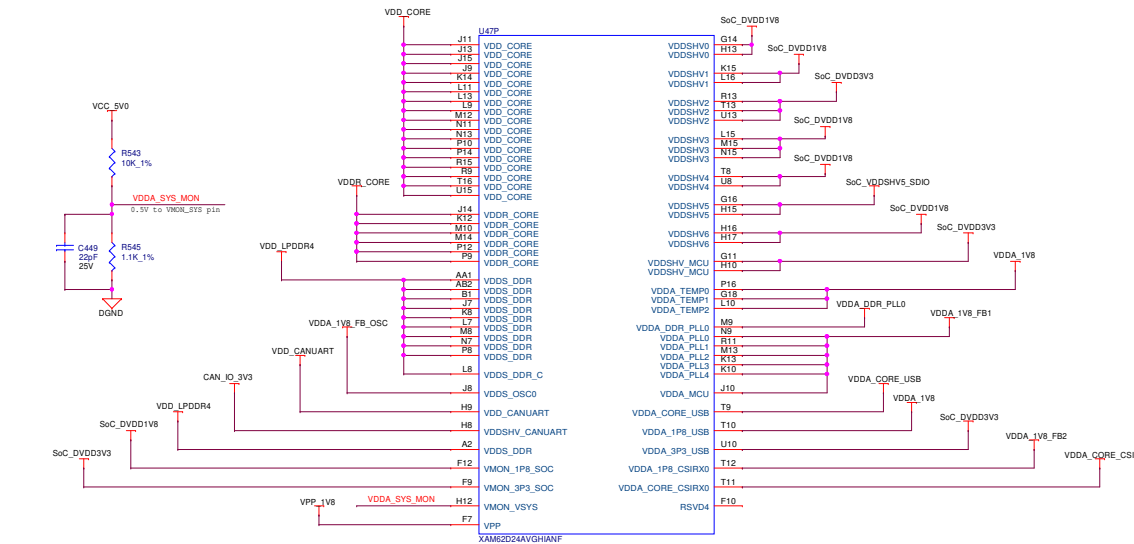 VDD_CORE
U47P
SoC_DVDD1V8
J11 VDD_CORE
J13 VDD_CORE
J15 VDD_CORE
J9 VDD_CORE
K14 VDD_CORE
L11 VDD_CORE
L13 VDD_CORE
L9 VDD_CORE
M12 VDD_CORE
N11 VDD_CORE
N13 VDD_CORE
P10 VDD_CORE
P14 VDD_CORE
R15 VDD_CORE
R9 VDD_CORE
T16 VDD_CORE
U15 VDD_CORE
VDDR_CORE
J14 VDDR_CORE
K12 VDDR_CORE
M10 VDDR_CORE
M14 VDDR_CORE
P12 VDDR_CORE
P9 VDDR_CORE
VDD_LPDDR4
AA1 VDDS_DDR
AB2 VDDS_DDR
B1 VDDS_DDR
J7 VDDS_DDR
K8 VDDS_DDR
L7 VDDS_DDR
M8 VDDS_DDR
N7 VDDS_DDR
P8 VDDS_DDR
L8 VDDS_DDR_C
VDDA_1V8_FB_OSC
J8 VDDS_OSC0
VDD_CANUART
H9 VDD_CANUART
CAN_IO_3V3
H8 VDDSHV_CANUART
VDD_LPDDR4
A2 VDDS_DDR
SoC_DVDD1V8
F12 VMON_1P8_SOC
SoC_DVDD3V3
F9 VMON_3P3_SOC
VDDA_SYS_MON
H12 VMON_VSYS
VPP_1V8
F7 VPP
XAM62D24AVGHIANF
VCC_5V0
R543
10K_1%
VDDA_SYS_MON
0.5V to VMON_SYS pin
C449
22pF
25V
R545
1.1K_1%
DGND
VDDSHV0 G14
VDDSHV0 H13
SoC_DVDD1V8
VDDSHV1 K15
VDDSHV1 L16
SoC_DVDD3V3
VDDSHV2 R13
VDDSHV2 T13
VDDSHV2 U13
SoC_DVDD1V8
VDDSHV3 L15
VDDSHV3 M15
VDDSHV3 N15
SoC_DVDD1V8
VDDSHV4 T8
VDDSHV4 U8
SoC_VDDSHV5_SDIO
VDDSHV5 G16
VDDSHV5 H15
SoC_DVDD1V8
VDDSHV6 H16
VDDSHV6 H17
SoC_DVDD3V3
VDDSHV_MCU G11
VDDSHV_MCU H10
VDDA_1V8
VDDA_TEMP0 P16
VDDA_TEMP1 G18
VDDA_TEMP2 L10
VDDA_DDR_PLL0
VDDA_DDR_PLL0 M9
VDDA_1V8_FB1
VDDA_PLL0 N9
VDDA_PLL1 R11
VDDA_PLL2 M13
VDDA_PLL3 K13
VDDA_PLL4 K10
VDDA_MCU J10
VDDA_CORE_USB
VDDA_CORE_USB T9
VDDA_1V8
VDDA_1P8_USB T10
SoC_DVDD3V3
VDDA_3P3_USB U10
VDDA_1V8_FB2
VDDA_1P8_CSIRX0 T12
VDDA_CORE_CSI
VDDA_CORE_CSIRX0 T11
RSVD4 F10